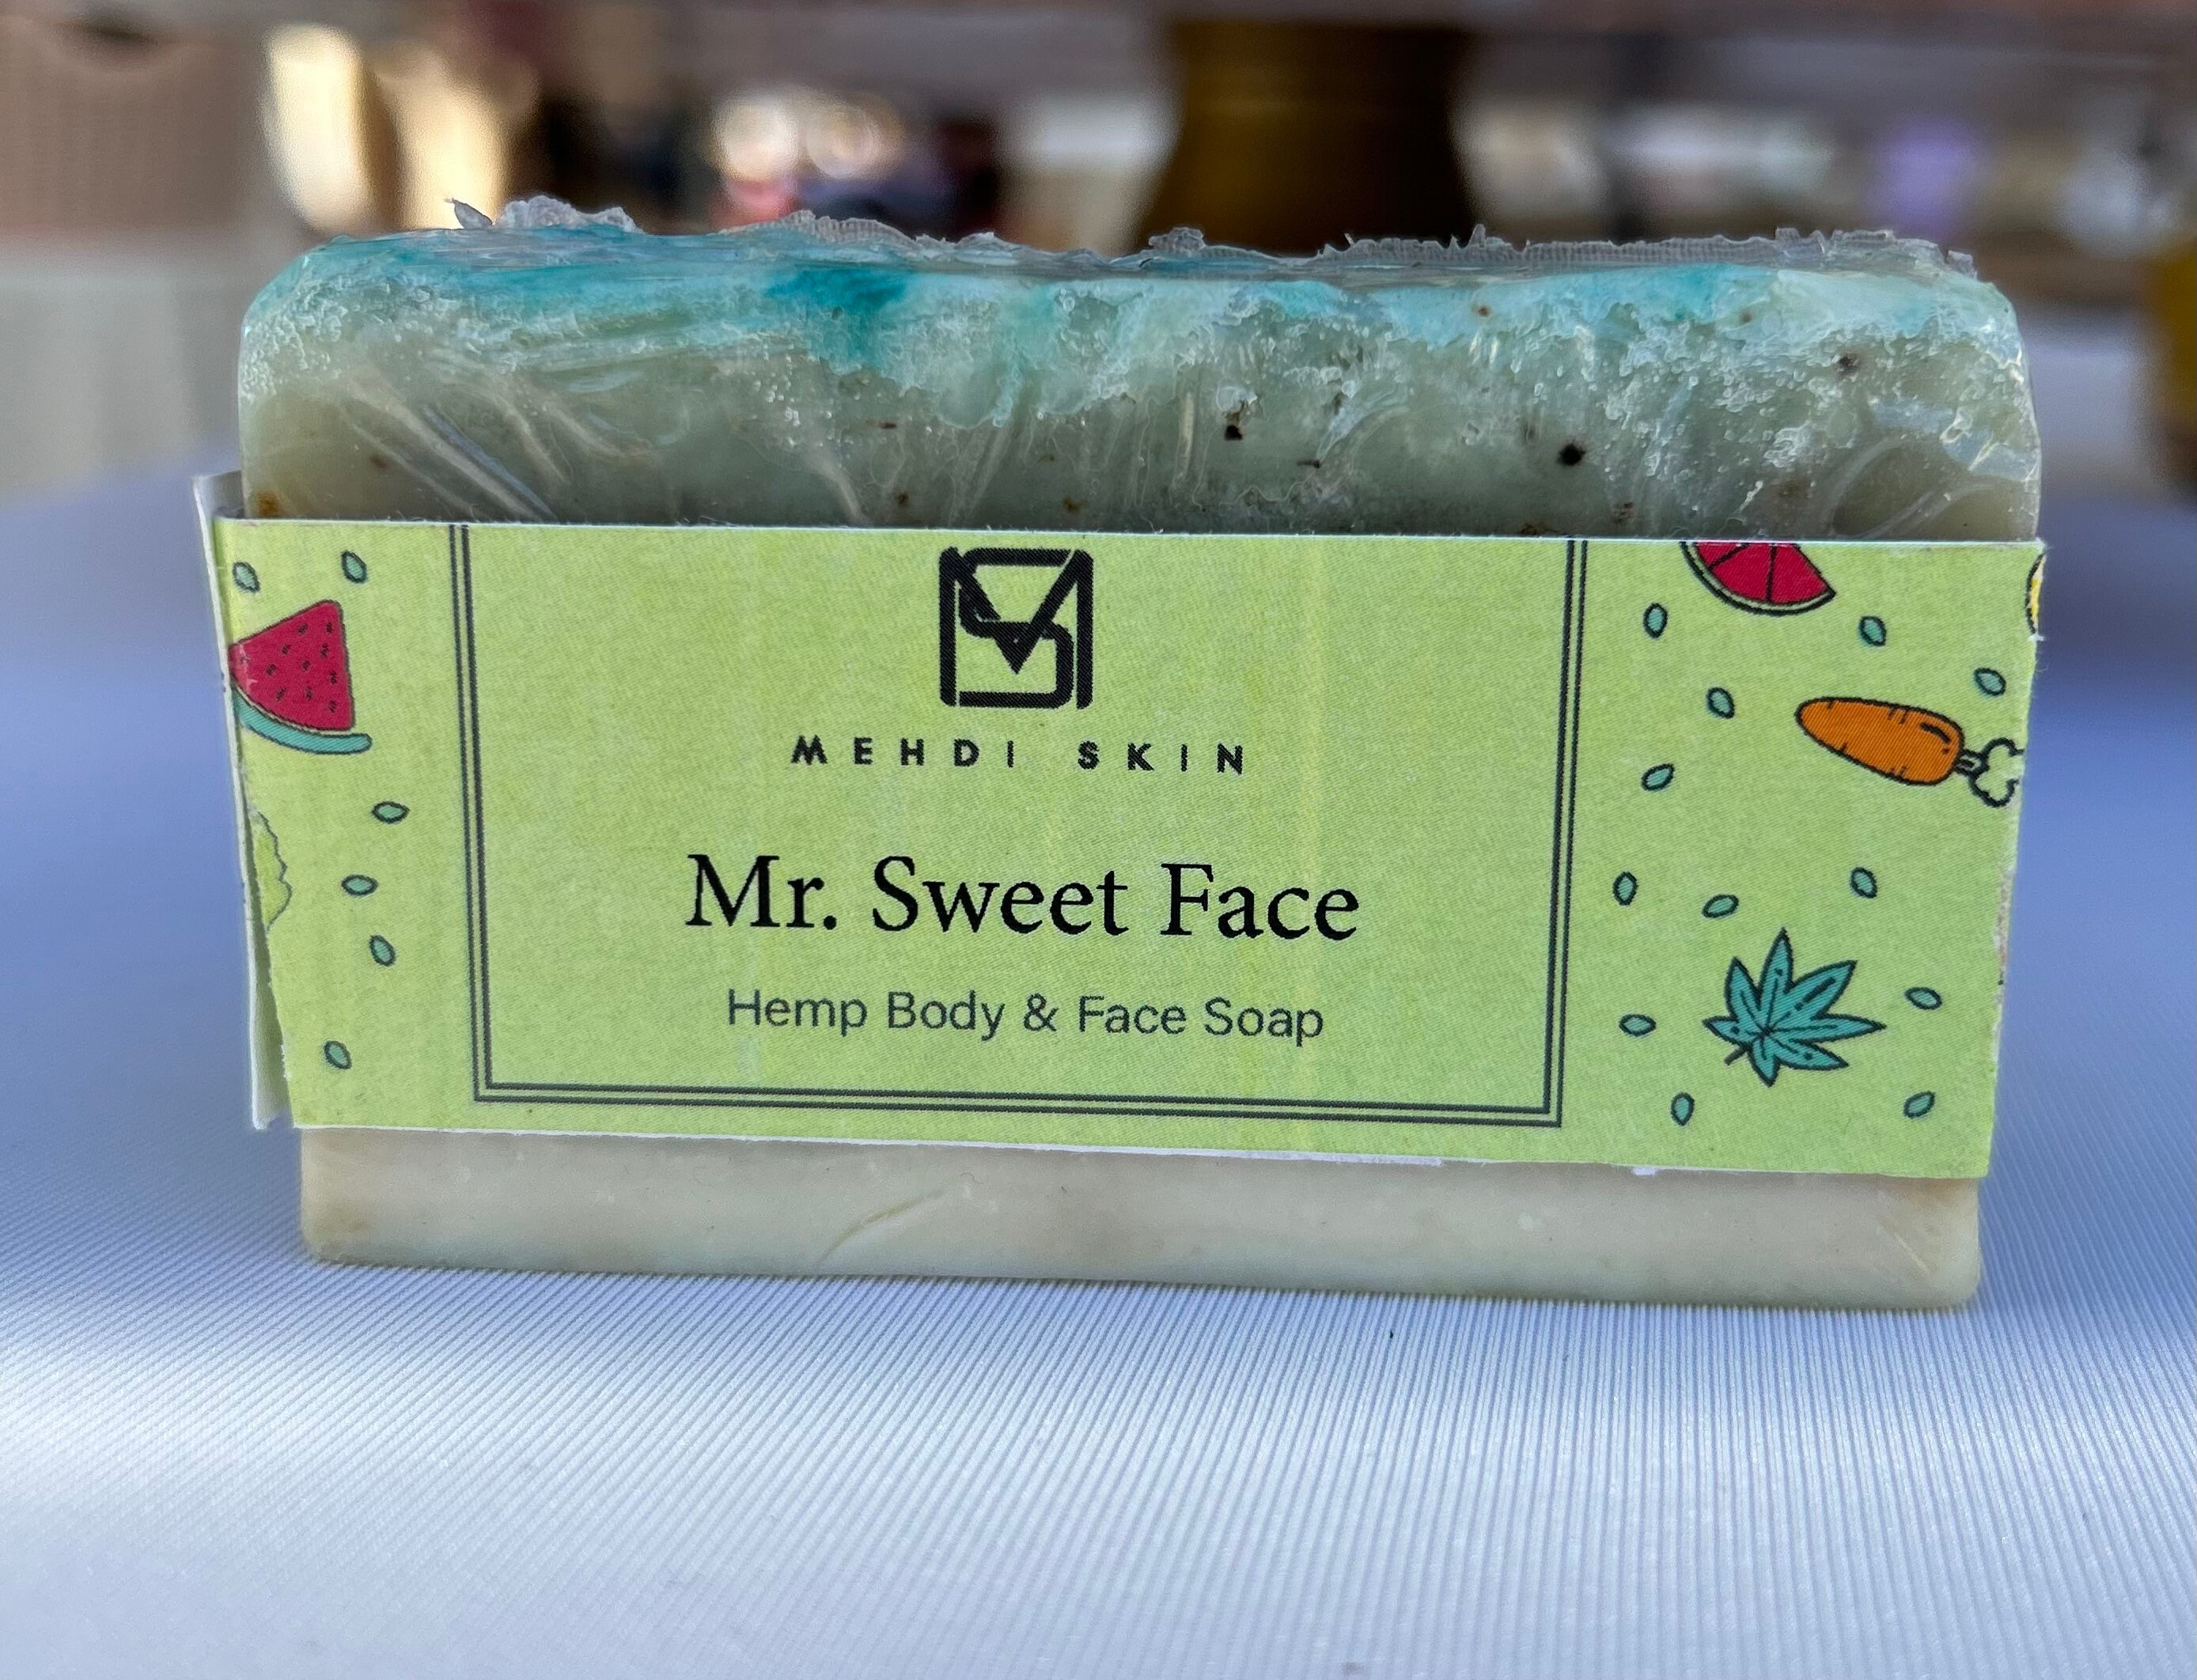 MEHDI SKIN
Mr. Sweet Face
Hemp Body & Face Soap